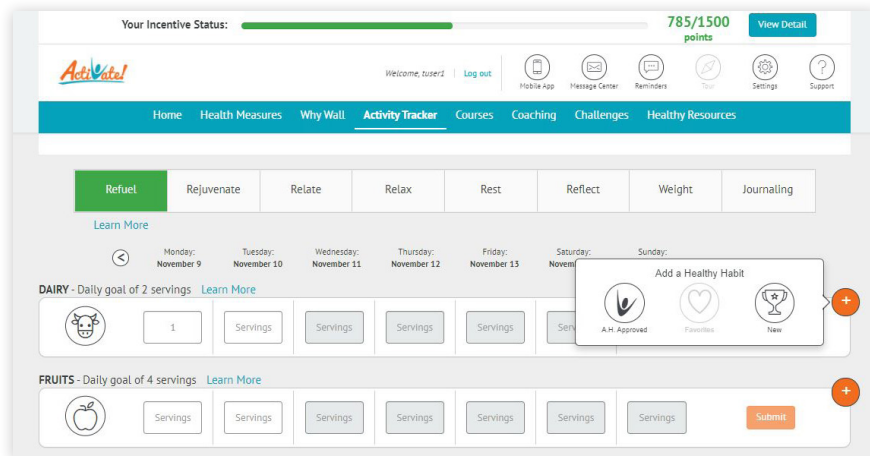 Your Incentive Status:
785/1500
points
View Detail
ActiVate!
Welcome, tuser1
Log out
Mobile App
Message Center
Reminders
Tour
Settings
Support
Home Health Measures Why Wall Activity Tracker Courses Coaching Challenges Healthy Resources
Refuel Rejuvenate Relate Relax Rest Reflect Weight Journaling
Learn More
<
Monday: Tuesday: Wednesday: Thursday: Friday: Saturday: Sunday:
November 9 November 10 November 11 November 12 November 13
Add a Healthy Habit
A.H. Approved Favorites New
+
DAIRY - Daily goal of 2 servings Learn More
1 Servings Servings Servings Servings
FRUITS - Daily goal of 4 servings Learn More
+
Servings Servings Servings Servings Servings Servings Servings Submit